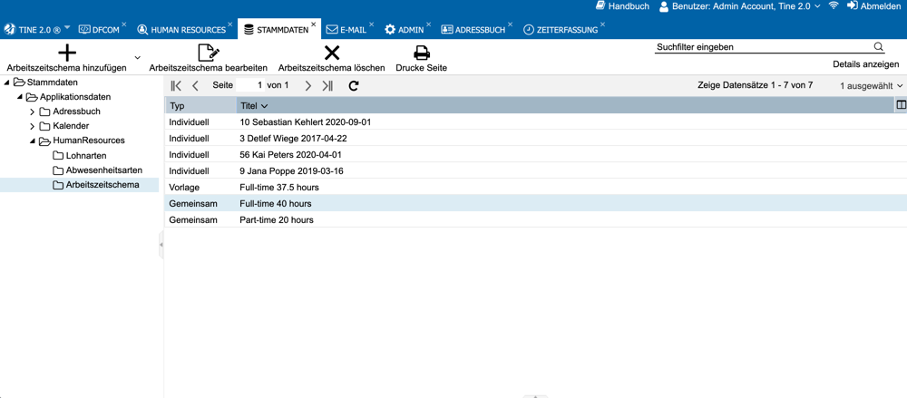 Handbuch Benutzer: Admin Account, Tine 2.0 Abmelden
TINE 2.0 ® DFCOM HUMAN RESOURCES STAMMDATEN E-MAIL ADMIN ADRESSBUCH ZEITERFASSUNG
Suchfilter eingeben
Arbeitszeitschema hinzufügen Arbeitszeitschema bearbeiten Arbeitszeitschema löschen Drucke Seite Details anzeigen
Stammdaten
Applikationsdaten
Adressbuch
Kalender
HumanResources
Lohnarten
Abwesenheitsarten
Arbeitszeitschema
Seite 1 von 1 Zeige Datensätze 1 - 7 von 7 1 ausgewählt
Typ Titel
Individuell 10 Sebastian Kehlert 2020-09-01
Individuell 3 Detlef Wiege 2017-04-22
Individuell 56 Kai Peters 2020-04-01
Individuell 9 Jana Poppe 2019-03-16
Vorlage Full-time 37.5 hours
Gemeinsam Full-time 40 hours
Gemeinsam Part-time 20 hours